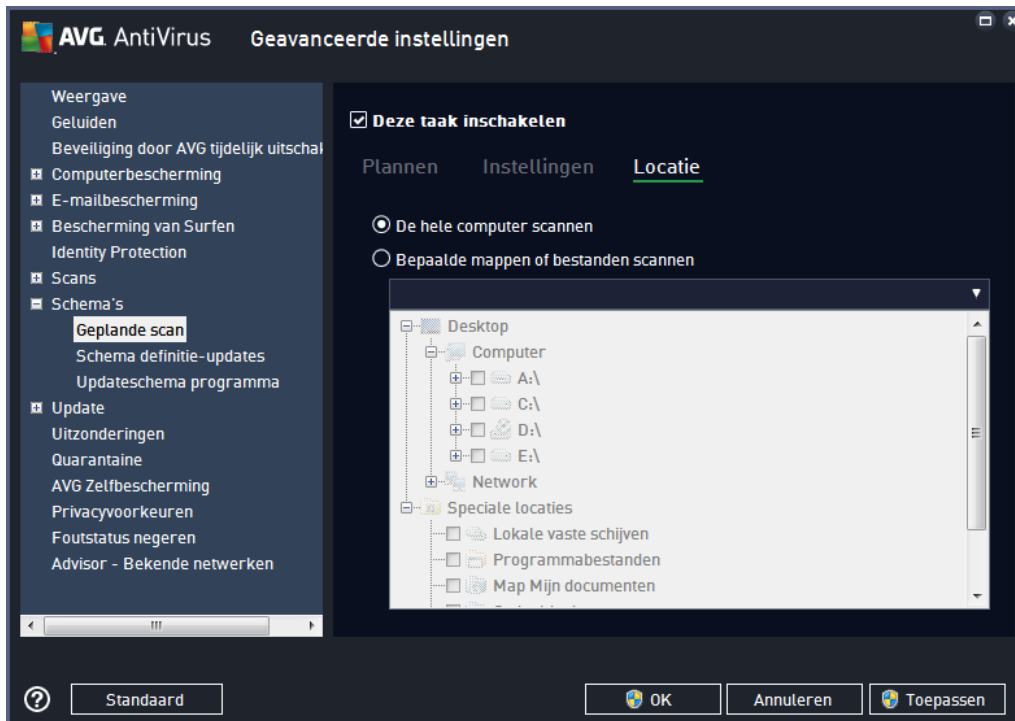 AVG. AntiVirus Geavanceerde instellingen
Weergave
Geluiden
Beveiliging door AVG tijdelijk
Computerbescherming
E-mailbescherming
Bescherming van Surfen
Identity Protection
Scans
Schema's
Geplande scan
Schema definitie-updates
Updateschema programma
Update
Uitzonderingen
Quarantaine
AVG Zelfbescherming
Privacyvoorkeuren
Foutstatus negeren
Advisor - Bekende netwerken
Deze taak inschakelen
Plannen Instellingen Locatie
De hele computer scannen
Bepaalde mappen of bestanden scannen
Desktop
Computer
A:\
C:\
D:\
E:\
Network
Speciale locaties
Lokale vaste schijven
Programmabestanden
Map Mijn documenten
Standaard OK Annuleren Toepassen